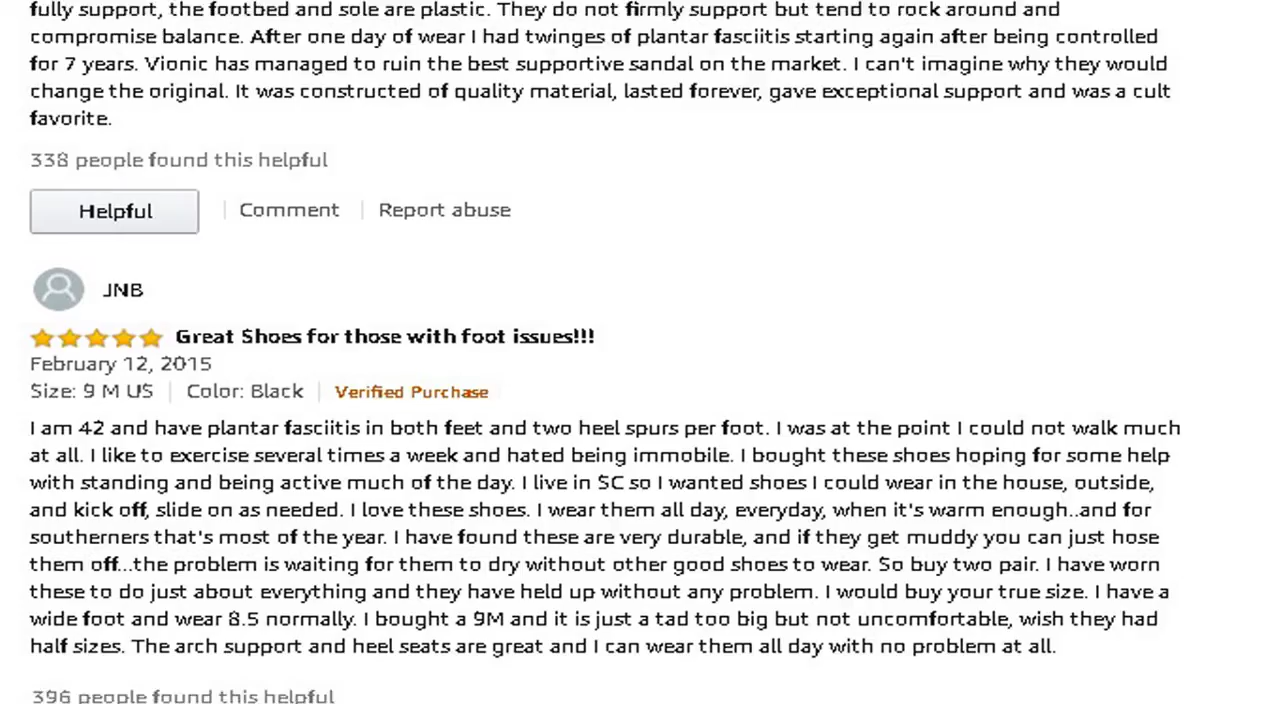 fully support, the footbed and sole are plastic. They do not firmly support but tend to rock around and
compromise balance. After one day of wear I had twinges of plantar fasciitis starting again after being controlled
for 7 years. Vionic has managed to ruin the best supportive sandal on the market. I can't imagine why they would
change the original. It was constructed of quality material, lasted forever, gave exceptional support and was a cult
favorite.
338 people found this helpful
Helpful | Comment | Report abuse
JNB
Great Shoes for those with foot issues!!!
February 12, 2015
Size: 9 M US | Color: Black | Verified Purchase
I am 42 and have plantar fasciitis in both feet and two heel spurs per foot. I was at the point I could not walk much
at all. I like to exercise several times a week and hated being immobile. I bought these shoes hoping for some help
with standing and being active much of the day. I live in SC so I wanted shoes I could wear in the house, outside,
and kick off, slide on as needed. I love these shoes. I wear them all day, everyday, when it's warm enough..and for
southerners that's most of the year. I have found these are very durable, and if they get muddy you can just hose
them off...the problem is waiting for them to dry without other good shoes to wear. So buy two pair. I have worn
these to do just about everything and they have held up without any problem. I would buy your true size. I have a
wide foot and wear 8.5 normally. I bought a 9M and it is just a tad too big but not uncomfortable, wish they had
half sizes. The arch support and heel seats are great and I can wear them all day with no problem at all.
396 people found this helpful